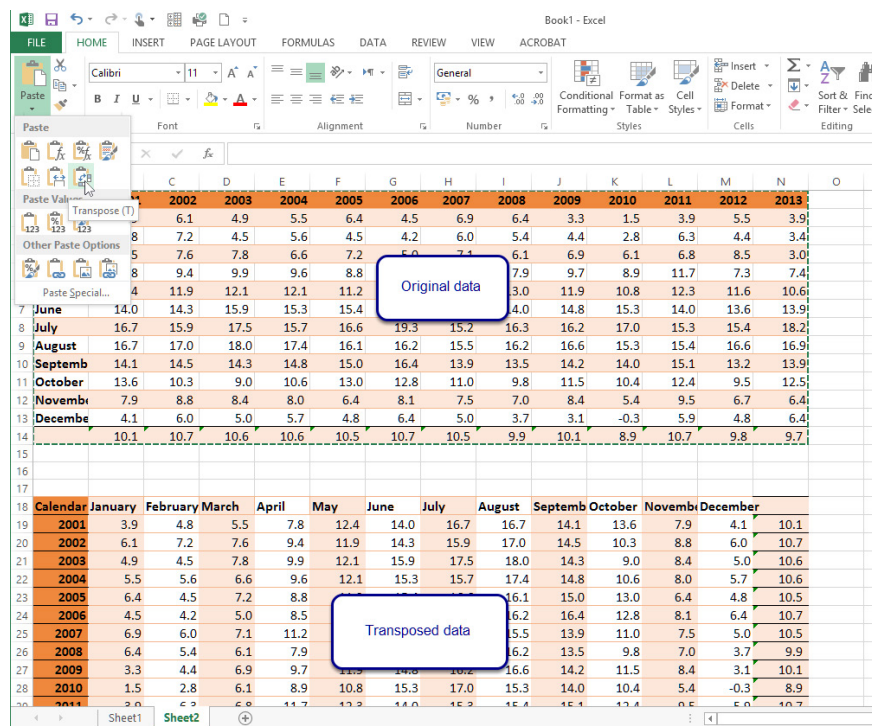 Book1 - Excel
FILE HOME INSERT PAGE LAYOUT FORMULAS DATA REVIEW VIEW ACROBAT
Calibri 11 General Insert
Paste B I U Conditional Format as Cell Delete Sort &
Formatting Table Styles Format Filter
Font Alignment Number Styles Cells Editing
Paste
fx
C D E F G H I J K L M N O
Paste 2002 2003 2004 2005 2006 2007 2008 2009 2010 2011 2012 2013
Transpose (T) 6.1 4.9 5.5 6.4 4.5 6.9 6.4 3.3 1.5 3.9 5.5 3.9
123 123 123 7.2 4.5 5.6 4.5 4.2 6.0 5.4 4.4 2.8 6.3 4.4 3.4
Other Paste Options 7.6 7.8 6.6 7.2 6.1 6.9 6.1 6.8 8.5 3.0
9.4 9.9 9.6 8.8 Original data 7.9 9.7 8.9 11.7 7.3 7.4
Paste Special... 11.9 12.1 12.1 11.2 11.9 10.8 12.3 11.6 10.6
7 June 14.0 14.3 15.9 15.3 15.4 14.8 15.3 14.0 13.6 13.9
8 July 16.7 15.9 17.5 15.7 16.6 19.3 15.2 16.3 16.2 17.0 15.3 15.4 18.2
9 August 16.7 17.0 18.0 17.4 16.1 16.2 15.5 16.2 16.6 15.3 15.4 16.6 16.9
10 Septemb 14.1 14.5 14.3 14.8 15.0 16.4 13.9 13.5 14.2 14.0 15.1 13.2 13.9
11 October 13.6 10.3 9.0 10.6 13.0 12.8 11.0 9.8 11.5 10.4 12.4 9.5 12.5
12 Novembe 7.9 8.8 8.4 8.0 6.4 8.1 7.5 7.0 8.4 5.4 9.5 6.7 6.4
13 Decembe 4.1 6.0 5.0 5.7 4.8 6.4 5.0 3.7 3.1 -0.3 5.9 4.8 6.4
14 10.1 10.7 10.6 10.6 10.5 10.7 10.5 9.9 10.1 8.9 10.7 9.8 9.7
15
16
17
18 Calendar January February March April May June July August Septemb October Novembe December
19 2001 3.9 4.8 5.5 7.8 12.4 14.0 16.7 16.7 14.1 13.6 7.9 4.1 10.1
20 2002 6.1 7.2 7.6 9.4 11.9 14.3 15.9 17.0 14.5 10.3 8.8 6.0 10.7
21 2003 4.9 4.5 7.8 9.9 12.1 15.9 17.5 18.0 14.3 9.0 8.4 5.0 10.6
22 2004 5.5 5.6 6.6 9.6 12.1 15.3 15.7 17.4 14.8 10.6 8.0 5.7 10.6
23 2005 6.4 4.5 7.2 8.8 16.1 15.0 13.0 6.4 4.8 10.5
24 2006 4.5 4.2 5.0 8.5 16.2 16.4 12.8 8.1 6.4 10.7
25 2007 6.9 6.0 7.1 11.2 Transposed data 15.5 13.9 11.0 7.5 5.0 10.5
26 2008 6.4 5.4 6.1 7.9 16.2 13.5 9.8 7.0 3.7 9.9
27 2009 3.3 4.4 6.9 9.7 16.6 14.2 11.5 8.4 3.1 10.1
28 2010 1.5 2.8 6.1 8.9 10.8 15.3 17.0 15.3 14.0 10.4 5.4 -0.3 8.9
Sheet1 Sheet2